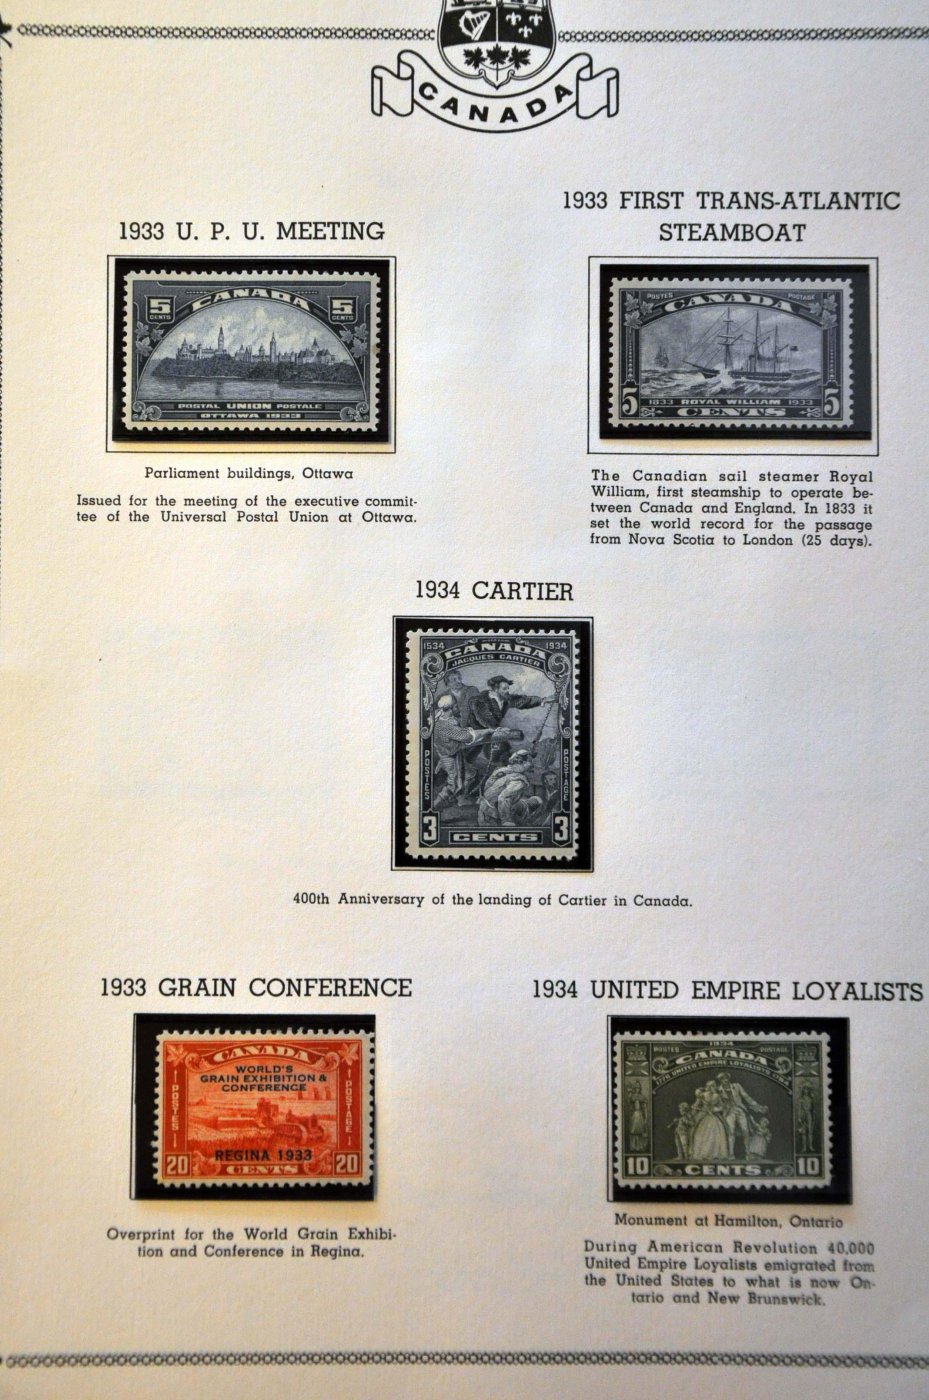 CANADA
1933 U. P. U. MEETING
5 CANADA 5
CENTS CENTS
POSTAL UNION POSTALE
OTTAWA 1933
Parliament buildings, Ottawa
Issued for the meeting of the executive commit-
tee of the Universal Postal Union at Ottawa.
1933 FIRST TRANS-ATLANTIC
STEAMBOAT
POSTES POSTAGE
CANADA
1833 ROYAL WILLIAM 1933
5 CENTS 5
The Canadian sail steamer Royal
William, first steamship to operate be-
tween Canada and England. In 1833 it
set the world record for the passage
from Nova Scotia to London (25 days).
1934 CARTIER
1534 1934
CANADA
JACQUES CARTIER
POSTES POSTAGE
3 CENTS 3
400th Anniversary of the landing of Cartier in Canada.
1933 GRAIN CONFERENCE
CANADA
WORLD'S
GRAIN EXHIBITION &
CONFERENCE
POSTES POSTAGE
REGINA 1933
20 CENTS 20
Overprint for the World Grain Exhibi-
tion and Conference in Regina.
1934 UNITED EMPIRE LOYALISTS
1934
POSTES POSTAGE
CANADA
1776 UNITED EMPIRE LOYALISTS 1784
10 CENTS 10
Monument at Hamilton, Ontario
During American Revolution 40,000
United Empire Loyalists emigrated from
the United States to what is now On-
tario and New Brunswick.